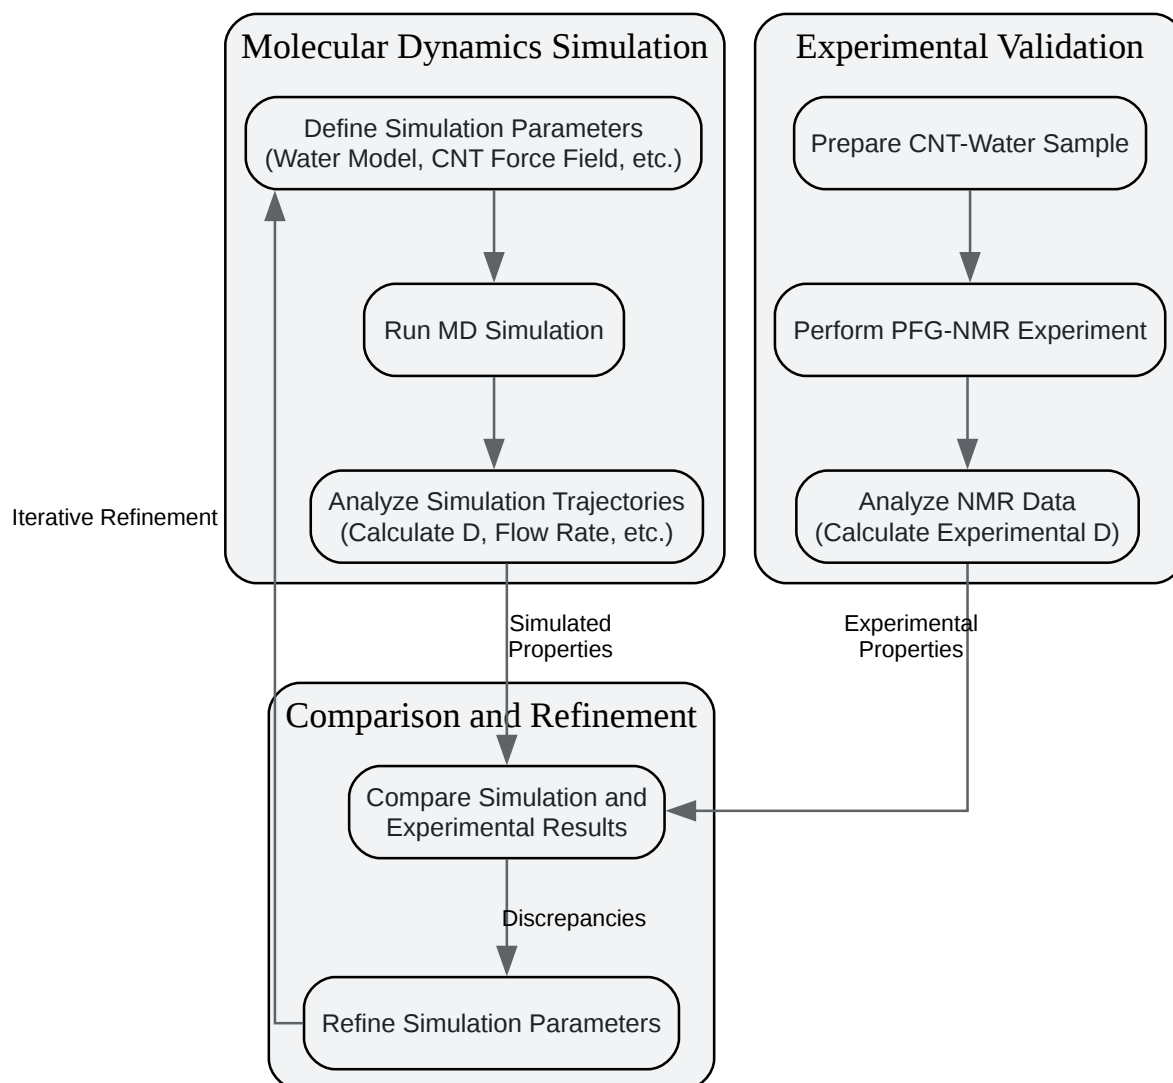 Molecular Dynamics Simulation
Define Simulation Parameters
(Water Model, CNT Force Field, etc.)
Run MD Simulation
Analyze Simulation Trajectories
(Calculate D, Flow Rate, etc.)
Experimental Validation
Prepare CNT-Water Sample
Perform PFG-NMR Experiment
Analyze NMR Data
(Calculate Experimental D)
Iterative Refinement
Simulated
Properties
Experimental
Properties
Comparison and Refinement
Compare Simulation and
Experimental Results
Discrepancies
Refine Simulation Parameters